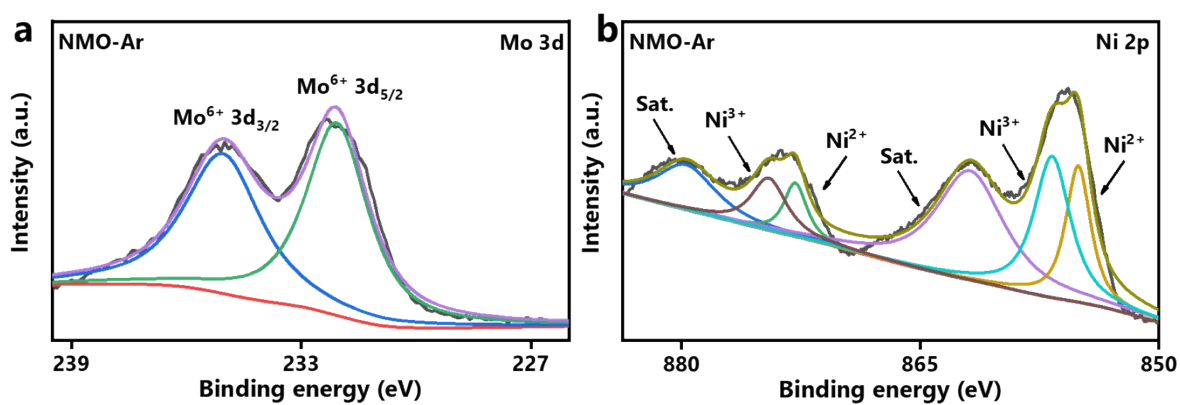 a
NMO-Ar
Mo 3d
Mo⁶⁺ 3d₃/₂
Mo⁶⁺ 3d₅/₂
Intensity (a.u.)
239
233
227
Binding energy (eV)
b
NMO-Ar
Ni 2p
Sat.
Ni³⁺
Ni²⁺
Sat.
Ni³⁺
Ni²⁺
Intensity (a.u.)
880
865
850
Binding energy (eV)